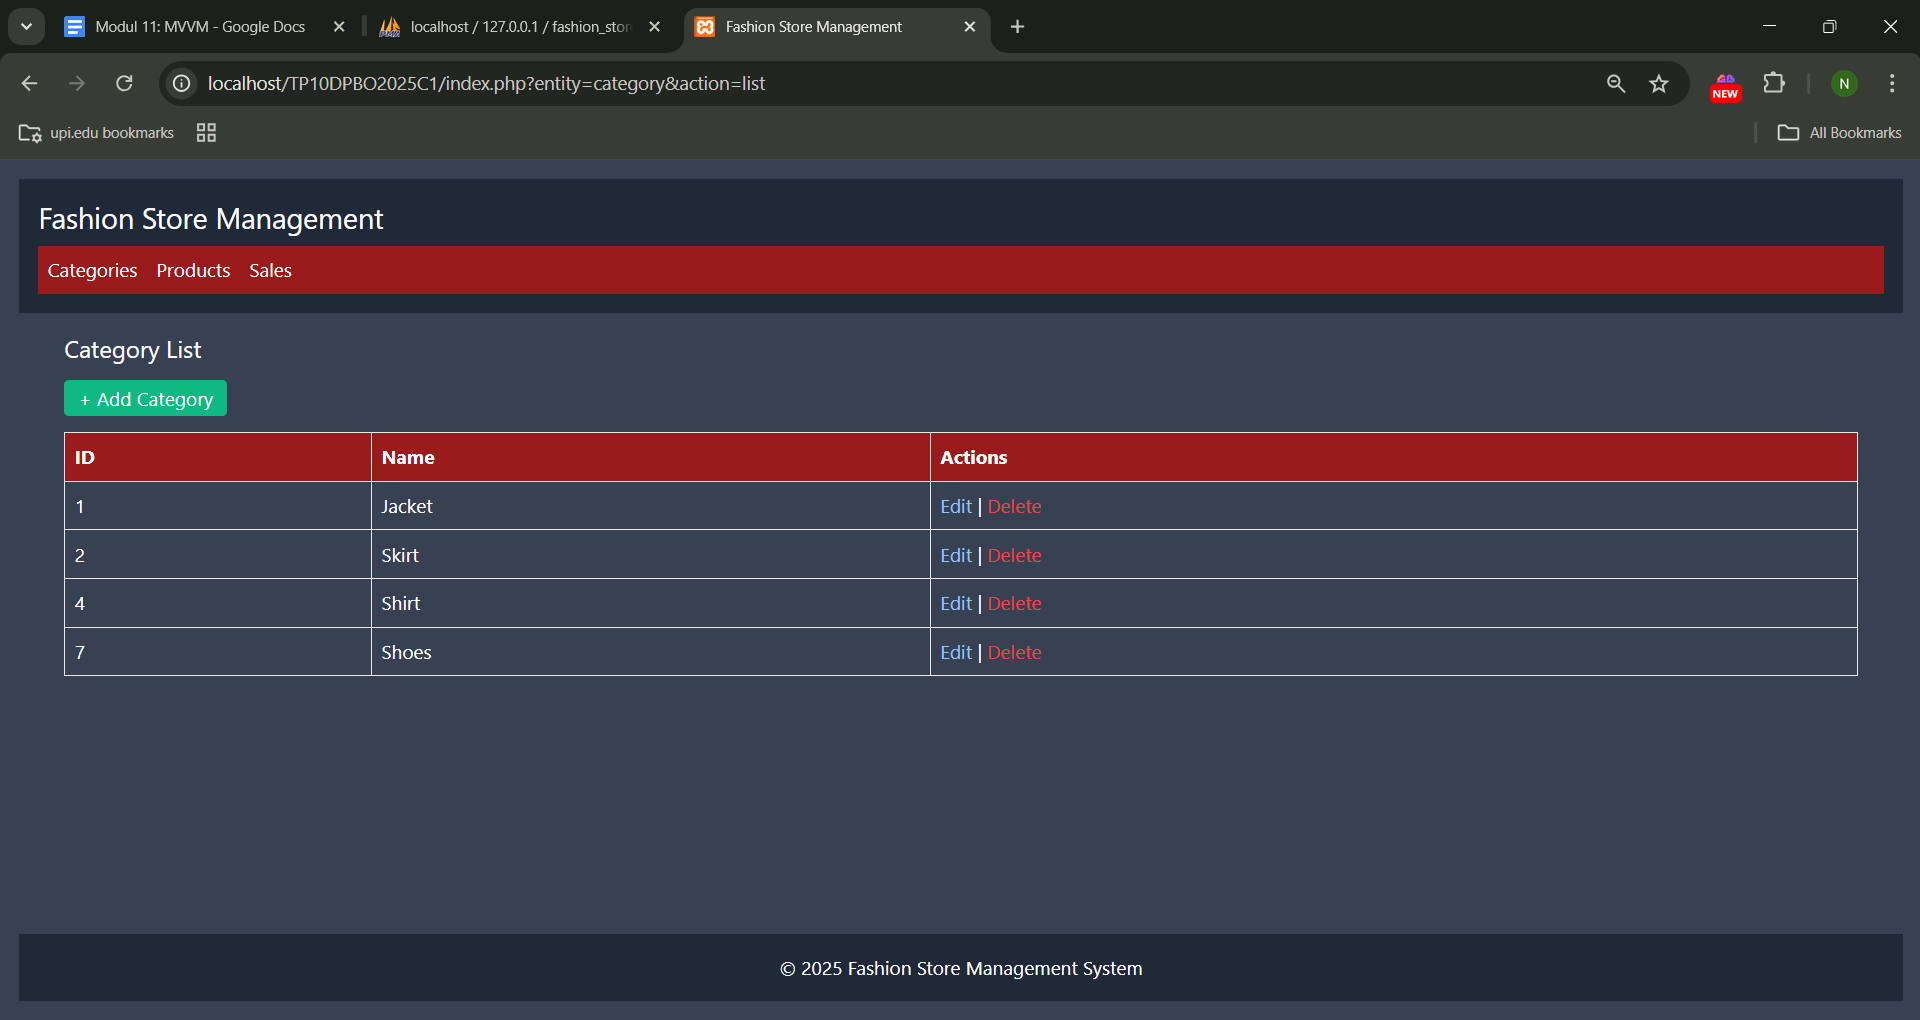 Modul 11: MVVM - Google Docs
localhost / 127.0.0.1 / fashion_stor
Fashion Store Management
localhost/TP10DPBO2025C1/index.php?entity=category&action=list
NEW
N
upi.edu bookmarks
All Bookmarks
Fashion Store Management
Categories Products Sales
Category List
+ Add Category
ID Name Actions
1 Jacket Edit | Delete
2 Skirt Edit | Delete
4 Shirt Edit | Delete
7 Shoes Edit | Delete
© 2025 Fashion Store Management System